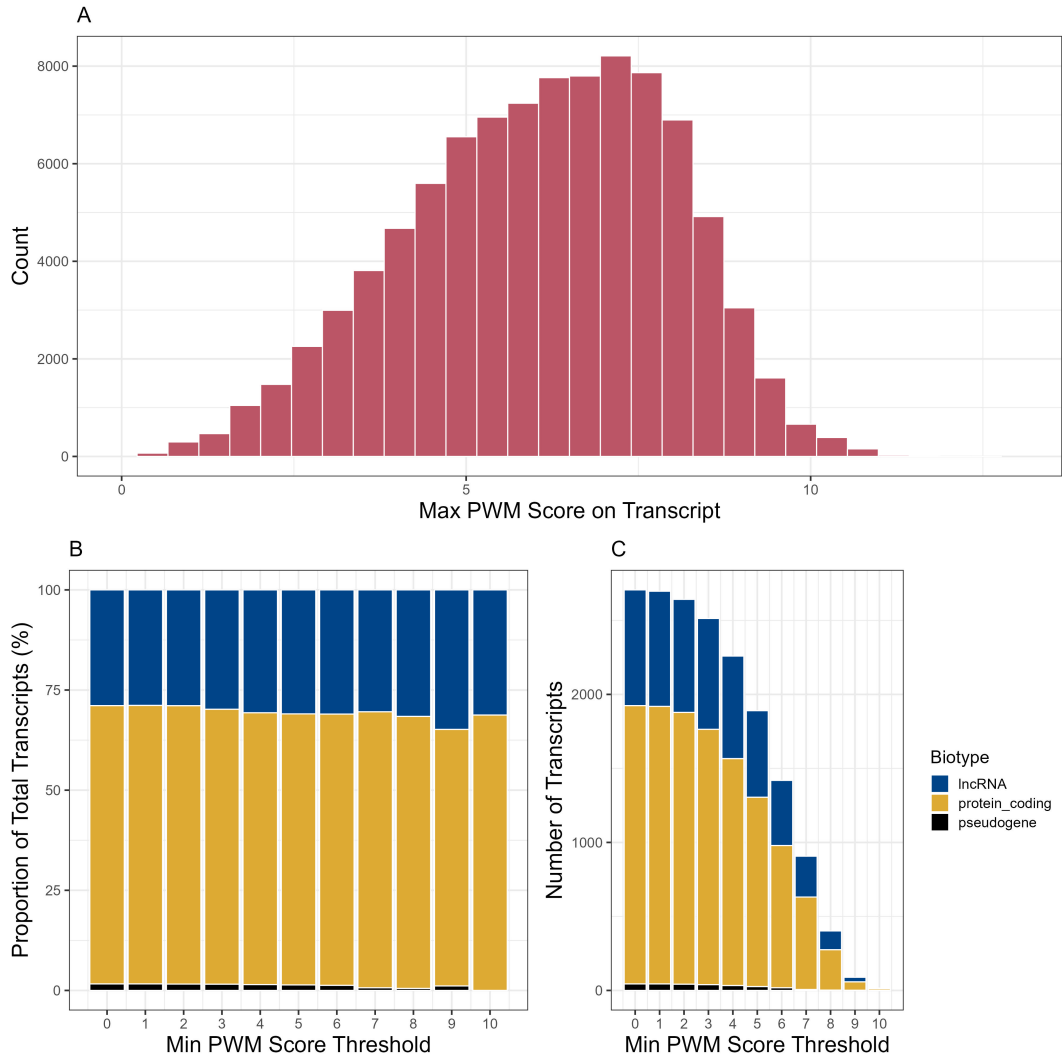 A
Count
8000
6000
4000
2000
0
0 5 10
Max PWM Score on Transcript
B
Proportion of Total Transcripts (%)
100
75
50
25
0
0 1 2 3 4 5 6 7 8 9 10
Min PWM Score Threshold
C
Number of Transcripts
2000
1000
0
0 1 2 3 4 5 6 7 8 9 10
Min PWM Score Threshold
Biotype
lncRNA
protein_coding
pseudogene